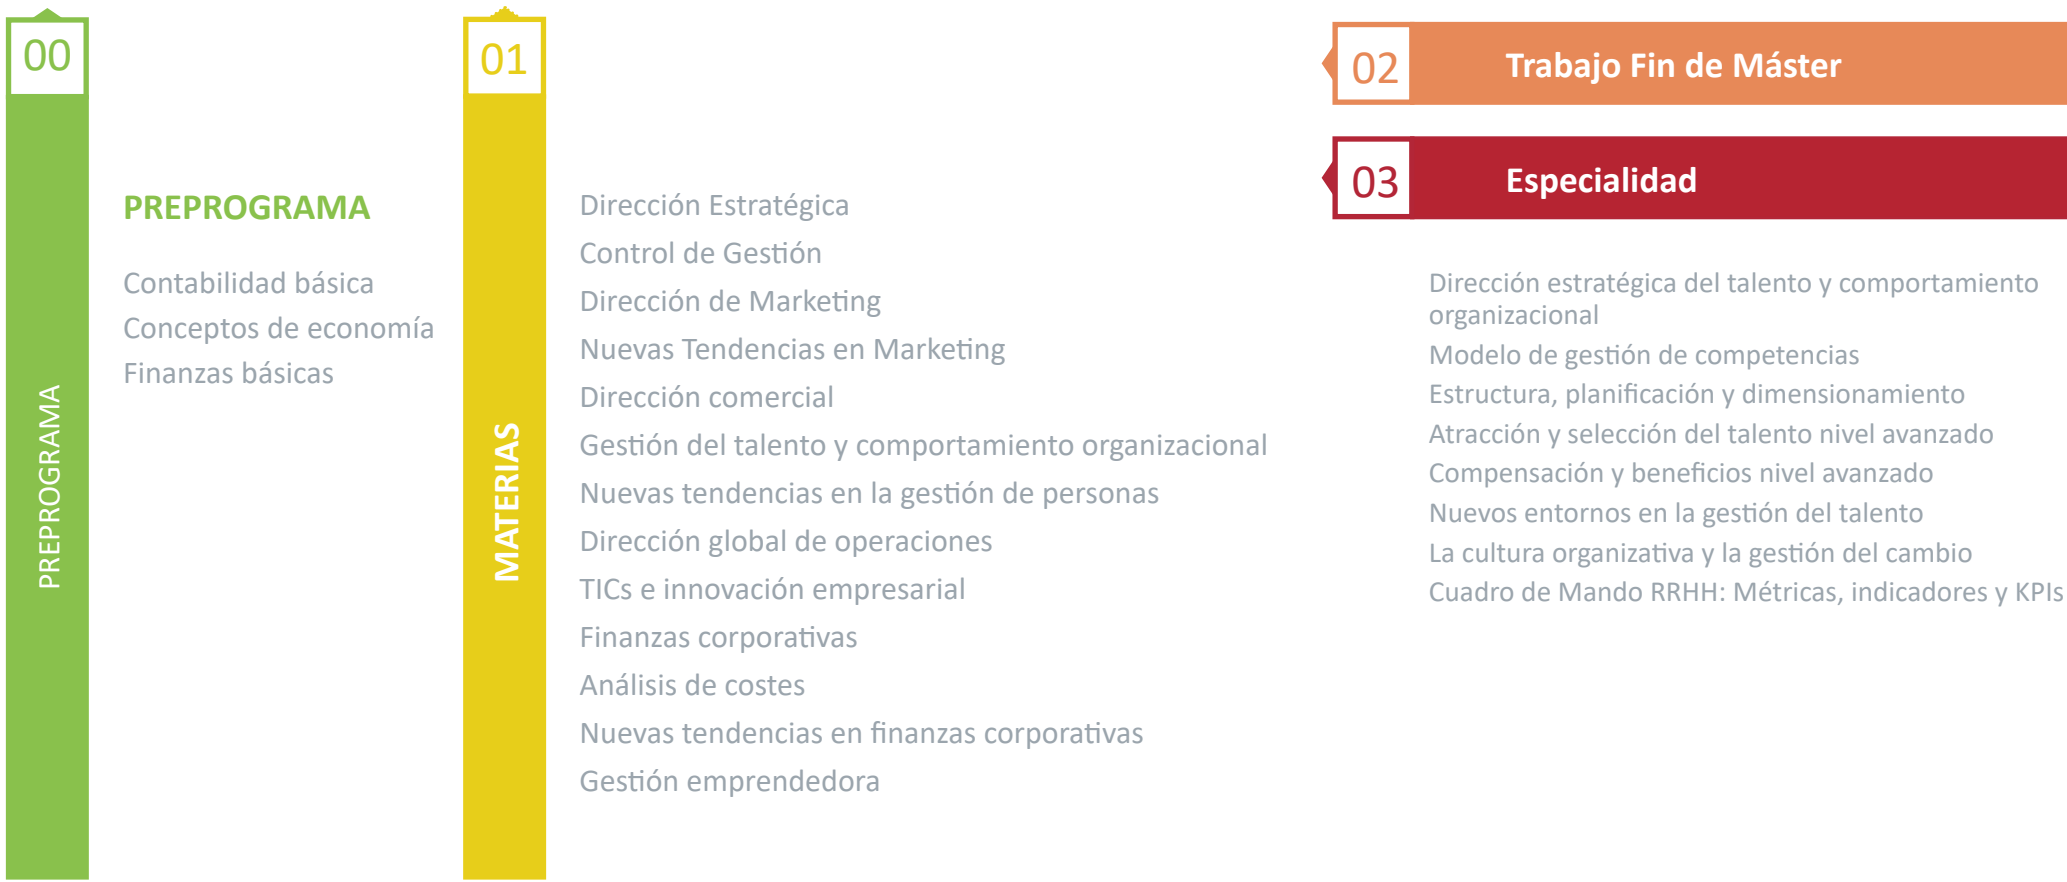 00
PREPROGRAMA
PREPROGRAMA
Contabilidad básica
Conceptos de economía
Finanzas básicas
01
MATERIAS
Dirección Estratégica
Control de Gestión
Dirección de Marketing
Nuevas Tendencias en Marketing
Dirección comercial
Gestión del talento y comportamiento organizacional
Nuevas tendencias en la gestión de personas
Dirección global de operaciones
TICs e innovación empresarial
Finanzas corporativas
Análisis de costes
Nuevas tendencias en finanzas corporativas
Gestión emprendedora
02
Trabajo Fin de Máster
03
Especialidad
Dirección estratégica del talento y comportamiento
organizacional
Modelo de gestión de competencias
Estructura, planificación y dimensionamiento
Atracción y selección del talento nivel avanzado
Compensación y beneficios nivel avanzado
Nuevos entornos en la gestión del talento
La cultura organizativa y la gestión del cambio
Cuadro de Mando RRHH: Métricas, indicadores y KPIs